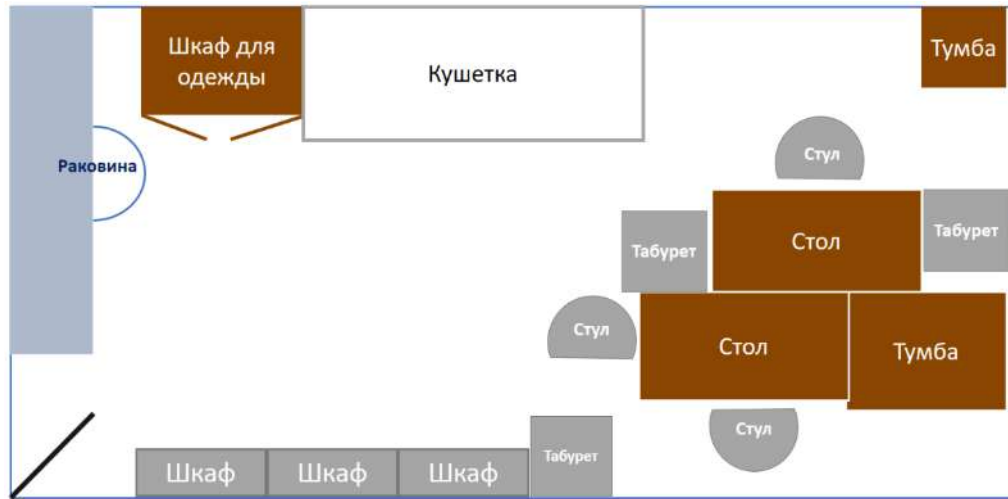 Шкаф для
одежды
Кушетка
Тумба
Раковина
Стул
Табурет
Стол
Табурет
Стул
Стол
Тумба
Стул
Шкаф
Шкаф
Шкаф
Табурет